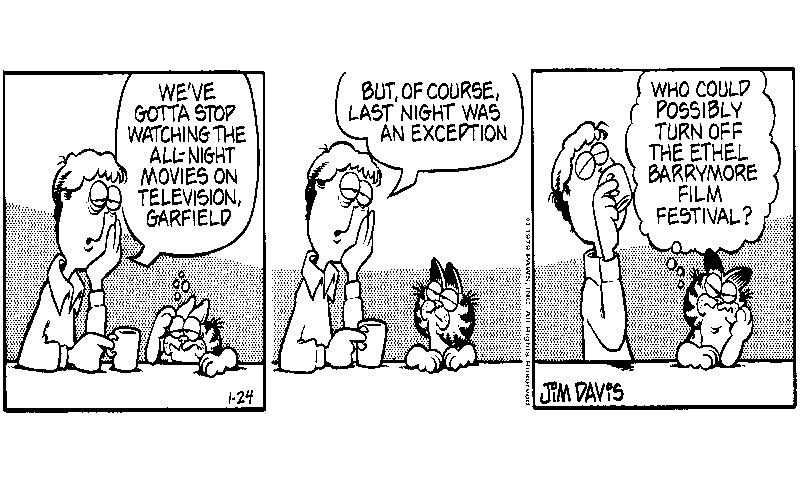 WE'VE
GOTTA STOP
WATCHING THE
ALL-NIGHT
MOVIES ON
TELEVISION,
GARFIELD
1-24
BUT, OF COURSE,
LAST NIGHT WAS
AN EXCEPTION
WHO COULD
POSSIBLY
TURN OFF
THE ETHEL
BARRYMORE
FILM
FESTIVAL?
JIM DAVIS